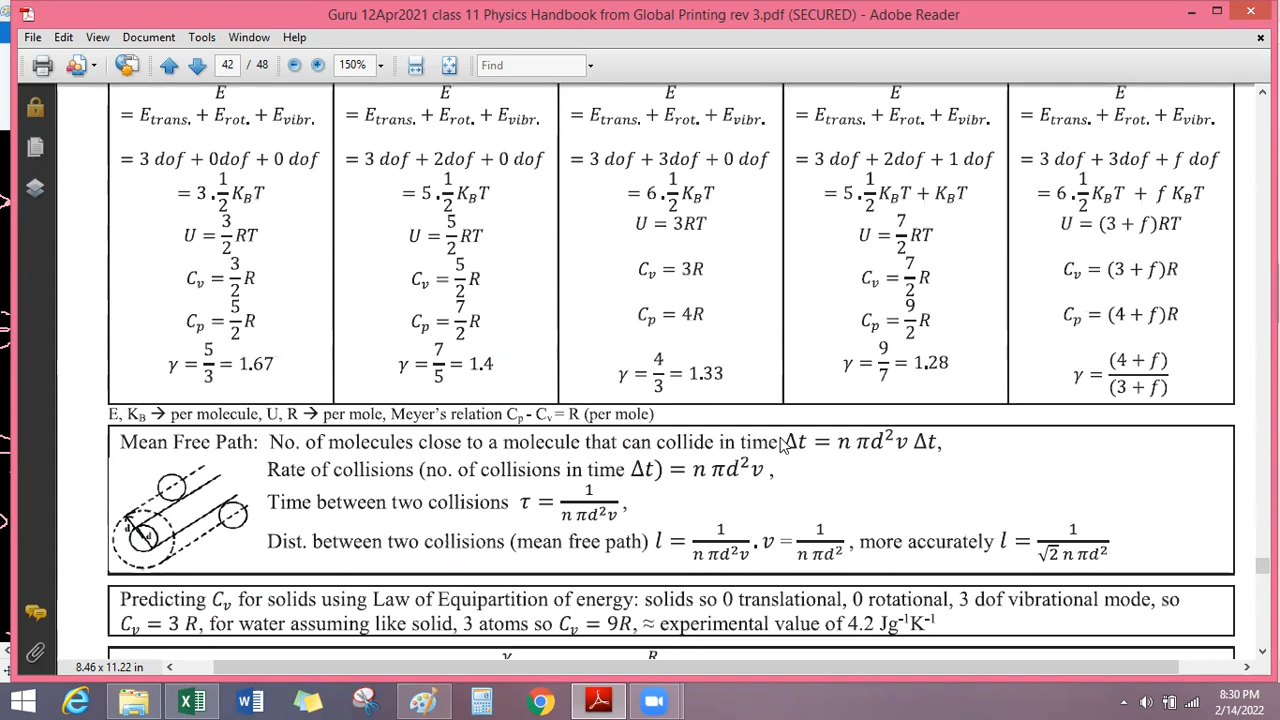 Guru 12Apr2021 class 11 Physics Handbook from Global Printing rev 3.pdf (SECURED) - Adobe Reader
File Edit View Document Tools Window Help
42 / 48 150% Find
E E E E E
= E_trans. + E_rot. + E_vibr. = E_trans. + E_rot. + E_vibr. = E_trans. + E_rot. + E_vibr. = E_trans. + E_rot. + E_vibr. = E_trans. + E_rot. + E_vibr.
= 3 dof + 0dof + 0 dof = 3 dof + 2dof + 0 dof = 3 dof + 3dof + 0 dof = 3 dof + 2dof + 1 dof = 3 dof + 3dof + f dof
= 3 . 1/2 K_BT = 5 . 1/2 K_BT = 6 . 1/2 K_BT = 5 . 1/2 K_BT + K_BT = 6 . 1/2 K_BT + f K_BT
U = 3/2 RT U = 5/2 RT U = 3RT U = 7/2 RT U = (3 + f)RT
C_v = 3/2 R C_v = 5/2 R C_v = 3R C_v = 7/2 R C_v = (3 + f)R
C_p = 5/2 R C_p = 7/2 R C_p = 4R C_p = 9/2 R C_p = (4 + f)R
γ = 5/3 = 1.67 γ = 7/5 = 1.4 γ = 4/3 = 1.33 γ = 9/7 = 1.28 γ = (4 + f)/(3 + f)
E, K_B → per molecule, U, R → per mole, Meyer's relation C_p - C_v = R (per mole)
Mean Free Path: No. of molecules close to a molecule that can collide in time Δt = n πd²v Δt,
Rate of collisions (no. of collisions in time Δt) = n πd²v ,
Time between two collisions τ = 1/(n πd²v),
Dist. between two collisions (mean free path) l = 1/(n πd²v) . v = 1/(n πd²) , more accurately l = 1/(√2 n πd²)
d d
Predicting C_v for solids using Law of Equipartition of energy: solids so 0 translational, 0 rotational, 3 dof vibrational mode, so
C_v = 3 R, for water assuming like solid, 3 atoms so C_v = 9R, ≈ experimental value of 4.2 Jg⁻¹K⁻¹
γ R
8.46 x 11.22 in
8:30 PM
2/14/2022